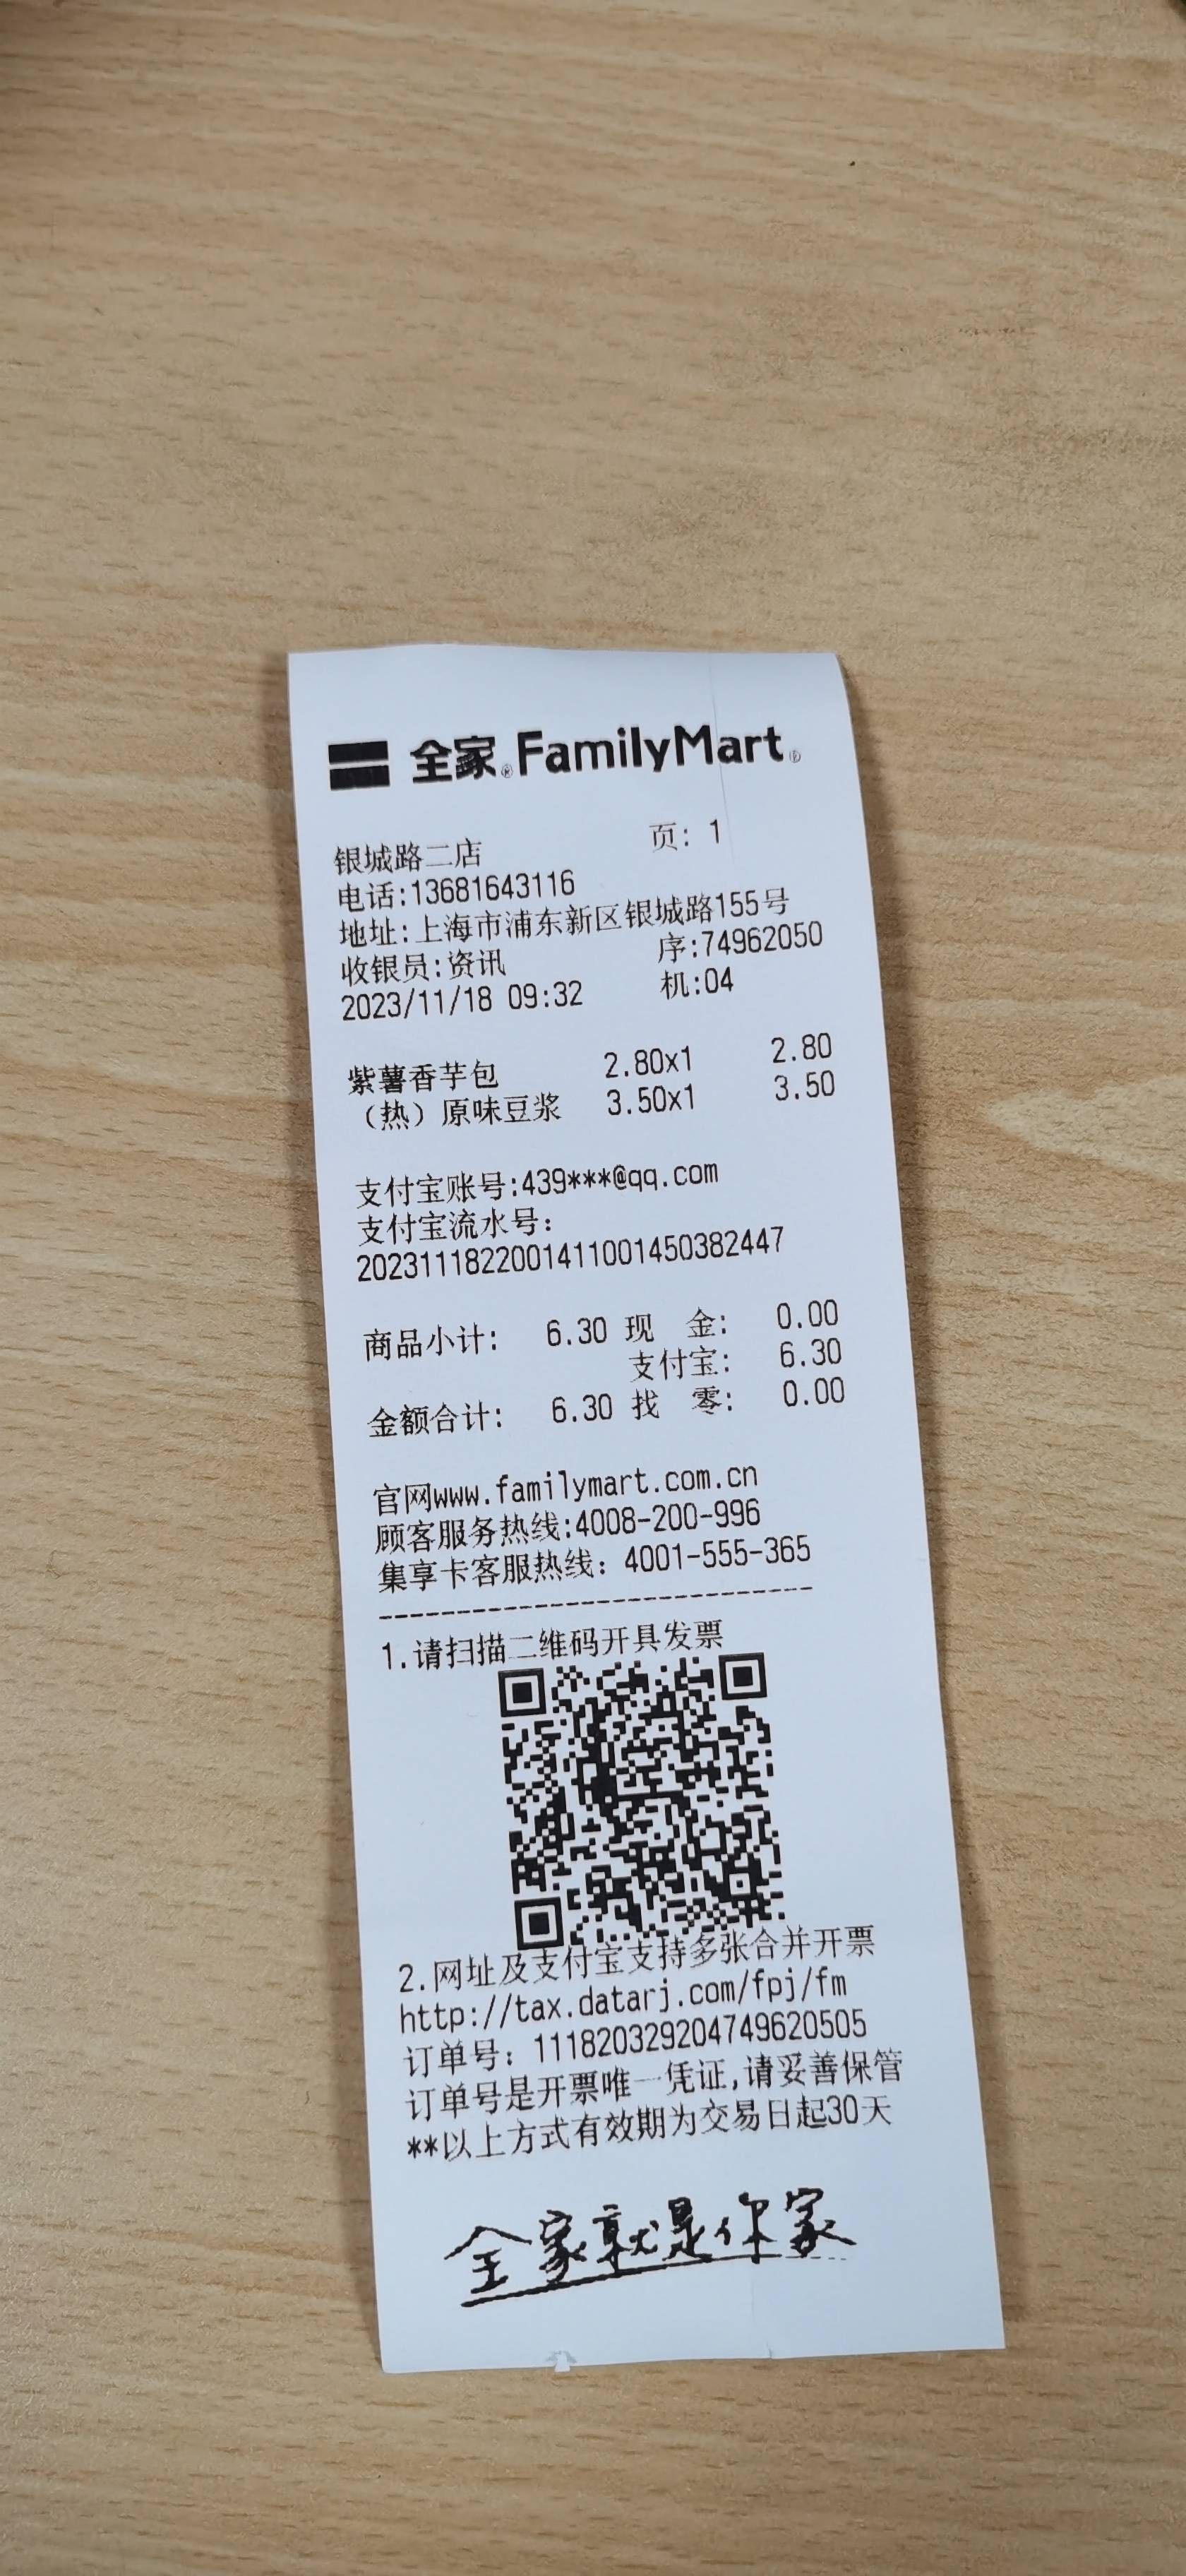 全家® FamilyMart®
银城路二店 页: 1
电话:13681643116
地址:上海市浦东新区银城路155号
收银员:资讯 序:74962050
2023/11/18 09:32 机:04
紫薯香芋包 2.80x1 2.80
(热)原味豆浆 3.50x1 3.50
支付宝账号:439***@qq.com
支付宝流水号:
2023111822001411001450382447
商品小计: 6.30 现 金: 0.00
支付宝: 6.30
金额合计: 6.30 找 零: 0.00
官网www.familymart.com.cn
顾客服务热线:4008-200-996
集享卡客服热线: 4001-555-365
----------------------------
1.请扫描二维码开具发票
2.网址及支付宝支持多张合并开票
http://tax.datarj.com/fpj/fm
订单号: 111820329204749620505
订单号是开票唯一凭证,请妥善保管
**以上方式有效期为交易日起30天
全家就是你家